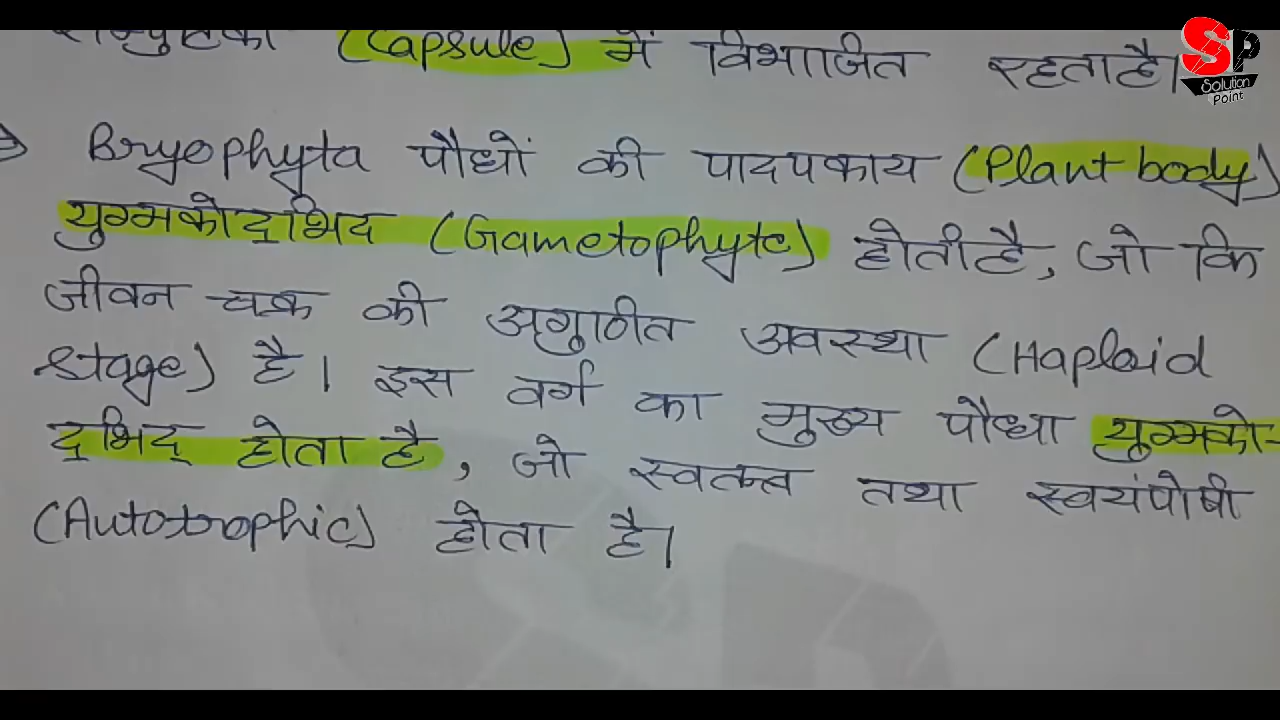 (Capsule) में विभाजित रहता है।
SP
Solution
Point
→ Bryophyta पौधों की पादपकाय (Plant body)
युग्मकोद्भिद (Gametophyte) होती है, जो कि
जीवन चक्र की अगुणीत अवस्था (Haploid
stage) है। इस वर्ग का मुख्य पौधा युग्मको-
द्भिद् होता है, जो स्वतन्त्र तथा स्वयंपोषी
(Autotrophic) होता है।